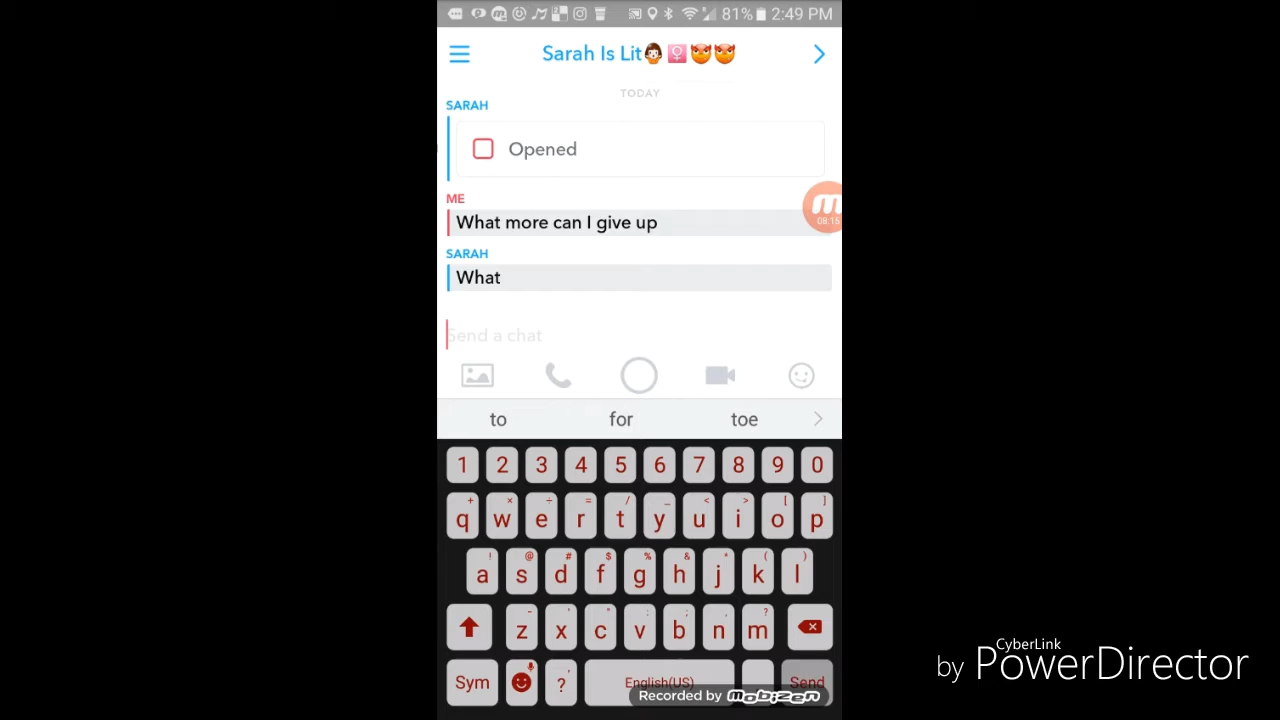 81% 2:49 PM
Sarah Is Lit
TODAY
SARAH
Opened
ME
08:15
What more can I give up
SARAH
What
Send a chat
to for toe
1 2 3 4 5 6 7 8 9 0
+ × ÷ = / _ < > [ ]
q w e r t y u i o p
! @ # $ % & * ( )
a s d f g h j k l
- ' " : ; , ?
z x c v b n m
Sym ? English(US) Send
Recorded by mobizen
CyberLink
by PowerDirector